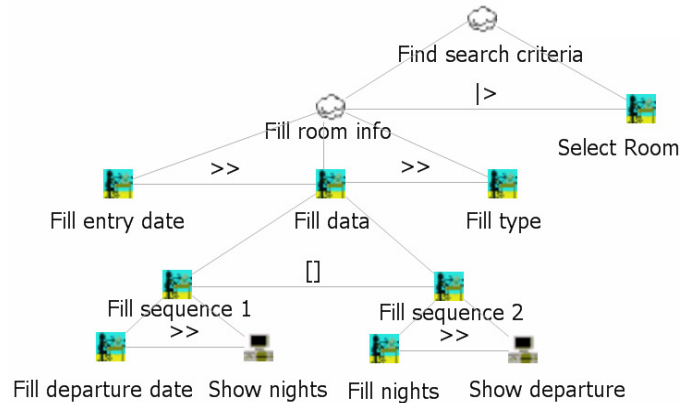 Find search criteria
|>
Fill room info
Select Room
>>
>>
Fill entry date
Fill data
Fill type
[]
Fill sequence 1
Fill sequence 2
>>
>>
Fill departure date
Show nights
Fill nights
Show departure